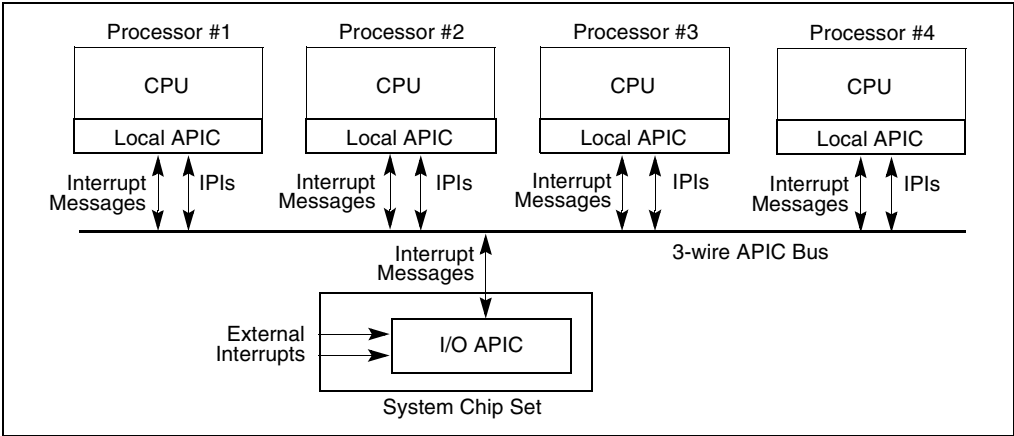 Processor #1
Processor #2
Processor #3
Processor #4
CPU
CPU
CPU
CPU
Local APIC
Local APIC
Local APIC
Local APIC
Interrupt
Messages
IPIs
Interrupt
Messages
IPIs
Interrupt
Messages
IPIs
Interrupt
Messages
IPIs
Interrupt
Messages
3-wire APIC Bus
External
Interrupts
I/O APIC
System Chip Set